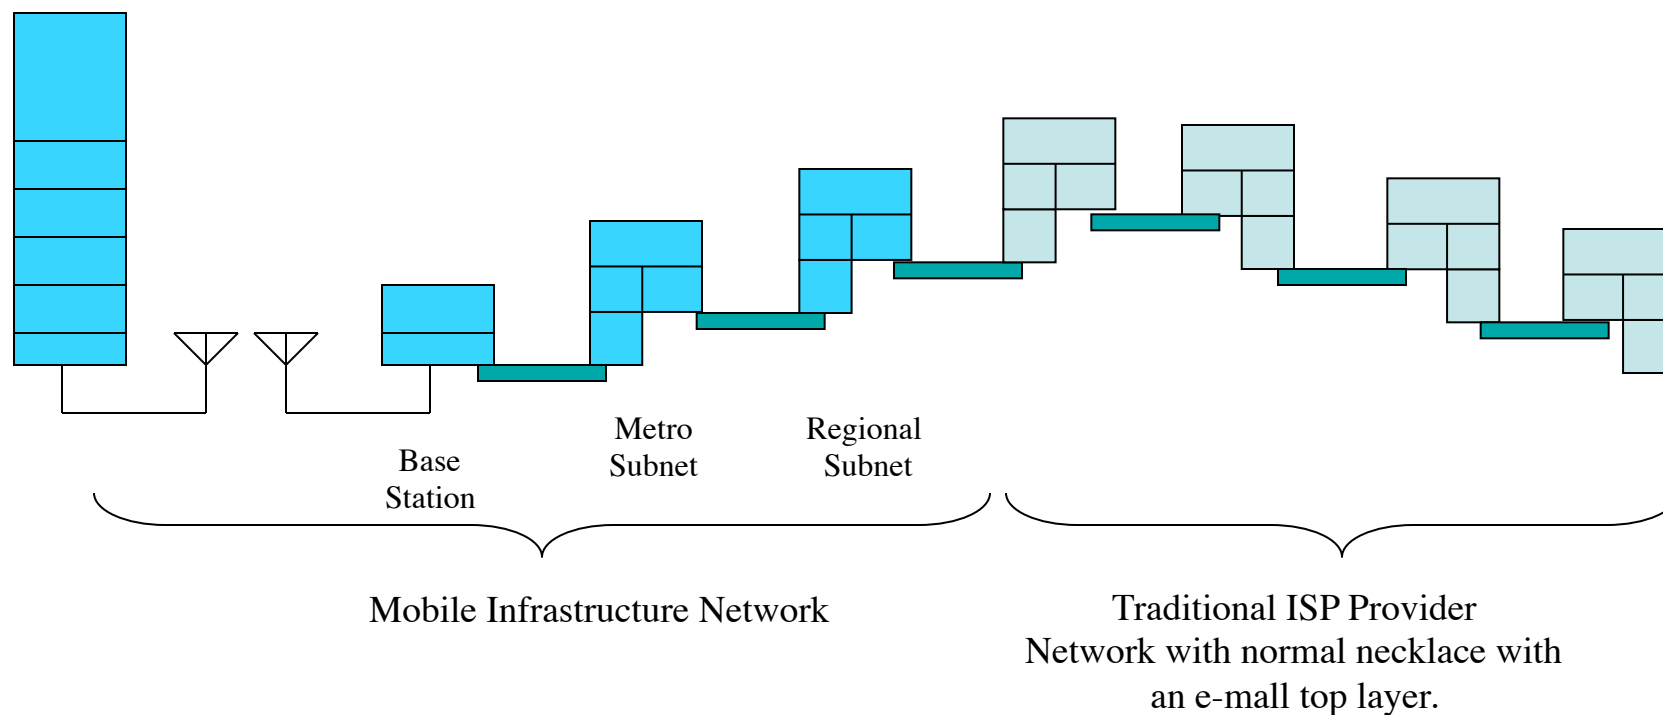 Base
Station
Metro
Subnet
Regional
Subnet
Mobile Infrastructure Network
Traditional ISP Provider
Network with normal necklace with
an e-mall top layer.